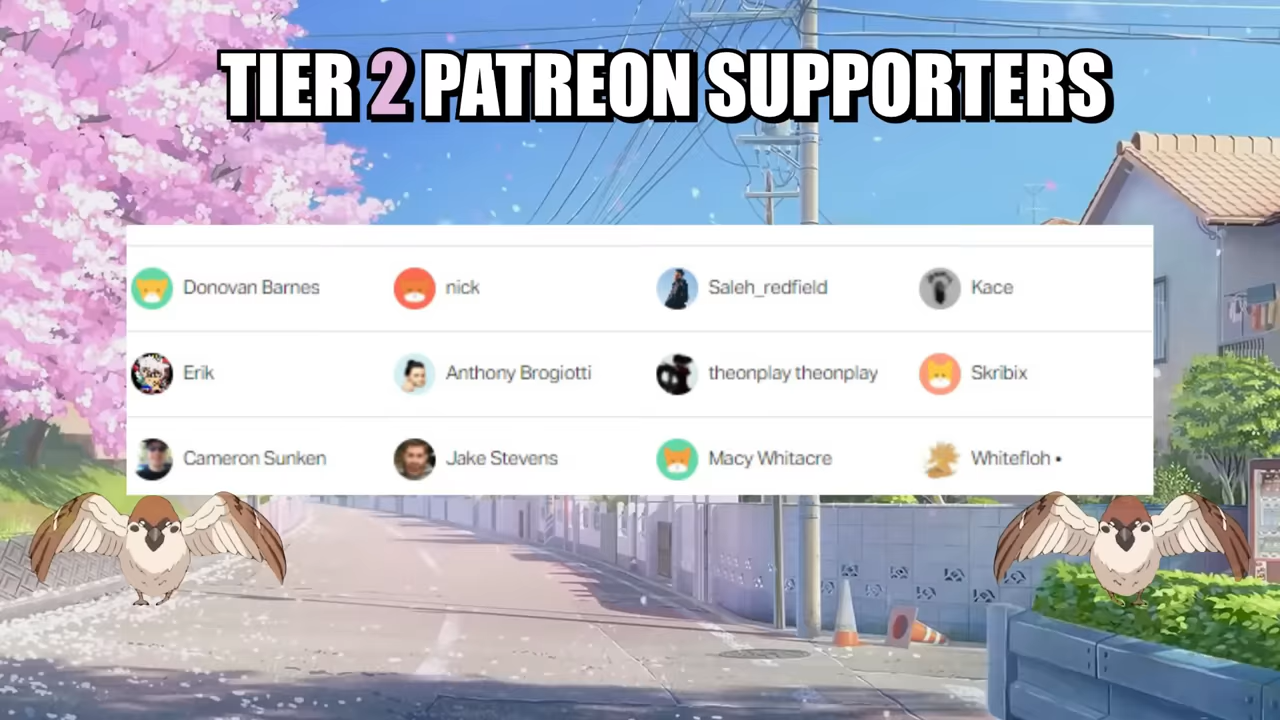 TIER 2 PATREON SUPPORTERS
Donovan Barnes nick Saleh_redfield Kace
Erik Anthony Brogiotti theonplay theonplay Skribix
Cameron Sunken Jake Stevens Macy Whitacre Whitefloh •